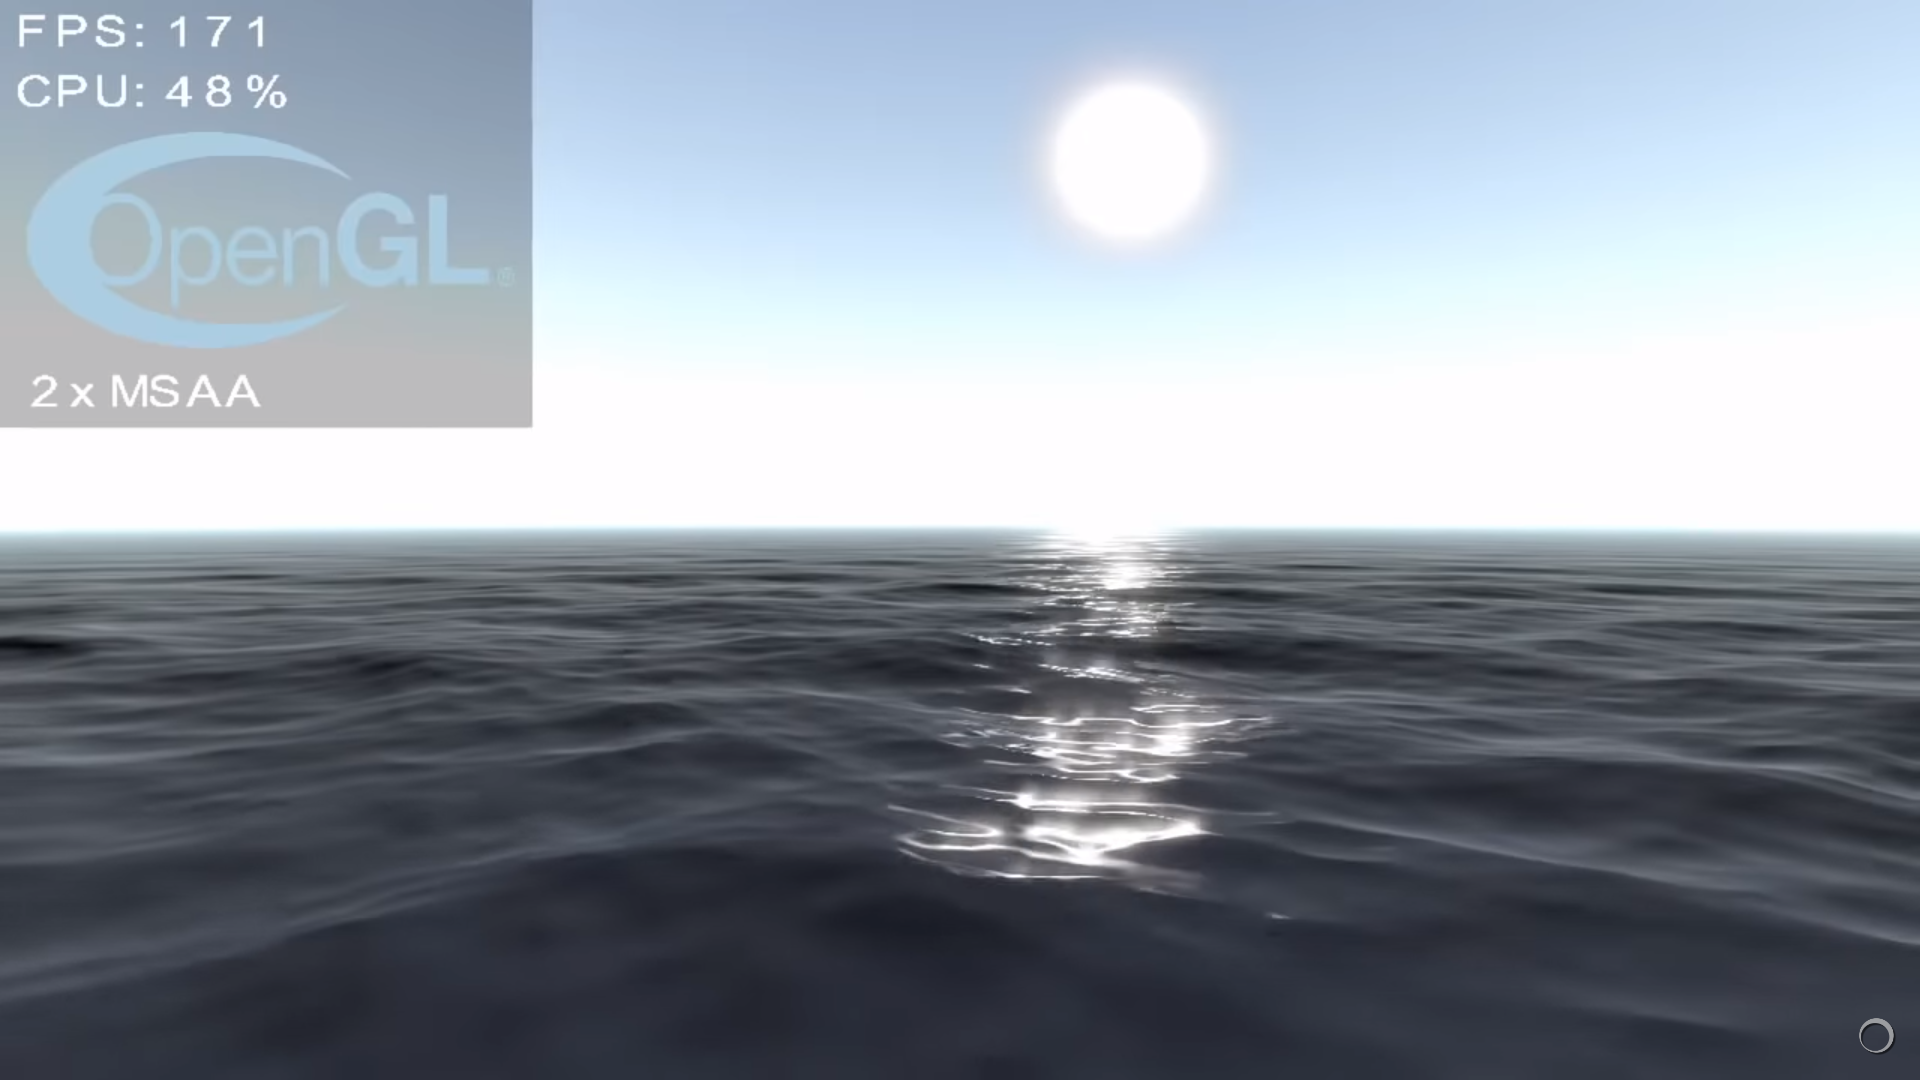 FPS: 171
CPU: 48%
OpenGL®
2 x MSAA